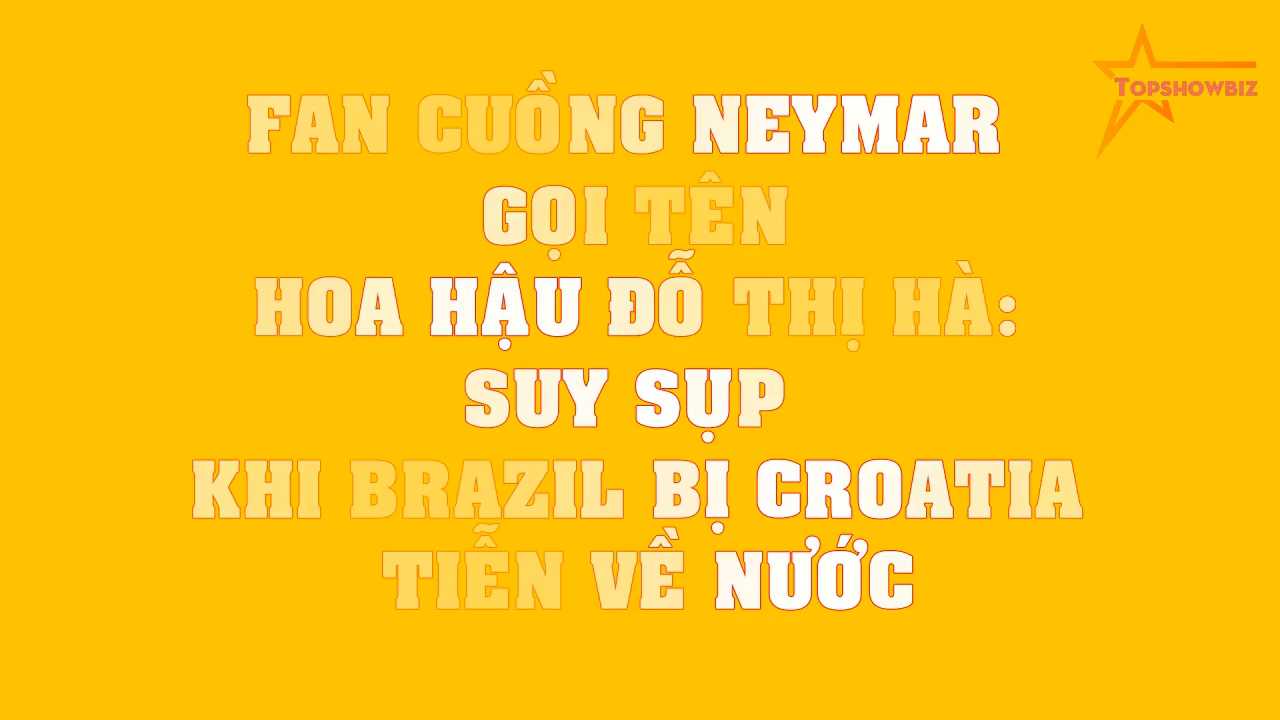 TOPSHOWBIZ
FAN CUỒNG NEYMAR
GỌI TÊN
HOA HẬU ĐỖ THỊ HÀ:
SUY SỤP
KHI BRAZIL BỊ CROATIA
TIỄN VỀ NƯỚC